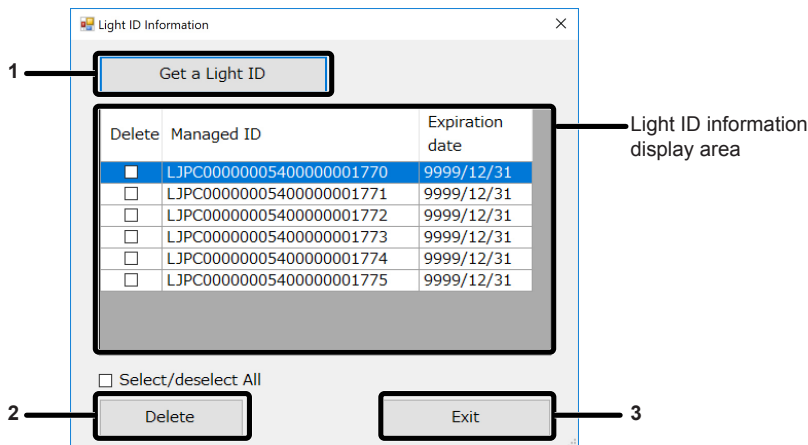 Light ID Information
1
Get a Light ID
Delete Managed ID Expiration date
LJPC00000005400000001770 9999/12/31
LJPC00000005400000001771 9999/12/31
LJPC00000005400000001772 9999/12/31
LJPC00000005400000001773 9999/12/31
LJPC00000005400000001774 9999/12/31
LJPC00000005400000001775 9999/12/31
Light ID information
display area
Select/deselect All
2
Delete
Exit
3